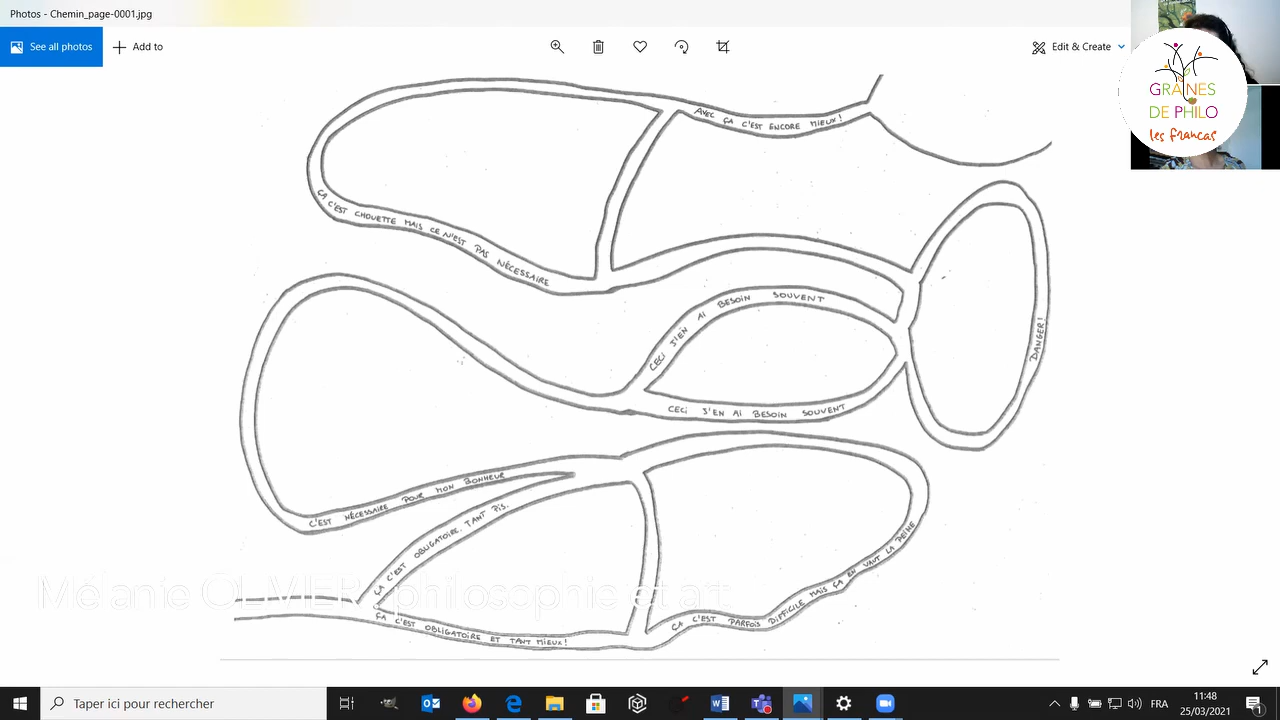 Photos - Chemin_page-0001.jpg
See all photos
Add to
Edit & Create
GRAINES
DE PHILO
les francas
AVEC ÇA C'EST ENCORE MIEUX !
ÇA C'EST CHOUETTE MAIS CE N'EST PAS NÉCESSAIRE
CECI J'EN AI BESOIN SOUVENT
DANGER !
CECI J'EN AI BESOIN SOUVENT
C'EST NÉCESSAIRE POUR MON BONHEUR
ÇA C'EST OBLIGATOIRE. TANT PIS.
ÇA C'EST PARFOIS DIFFICILE MAIS ÇA EN VAUT LA PEINE
Mélanie OLIVIER philosophie et art
ÇA C'EST OBLIGATOIRE ET TANT MIEUX !
Taper ici pour rechercher
FRA
11:48
25/03/2021